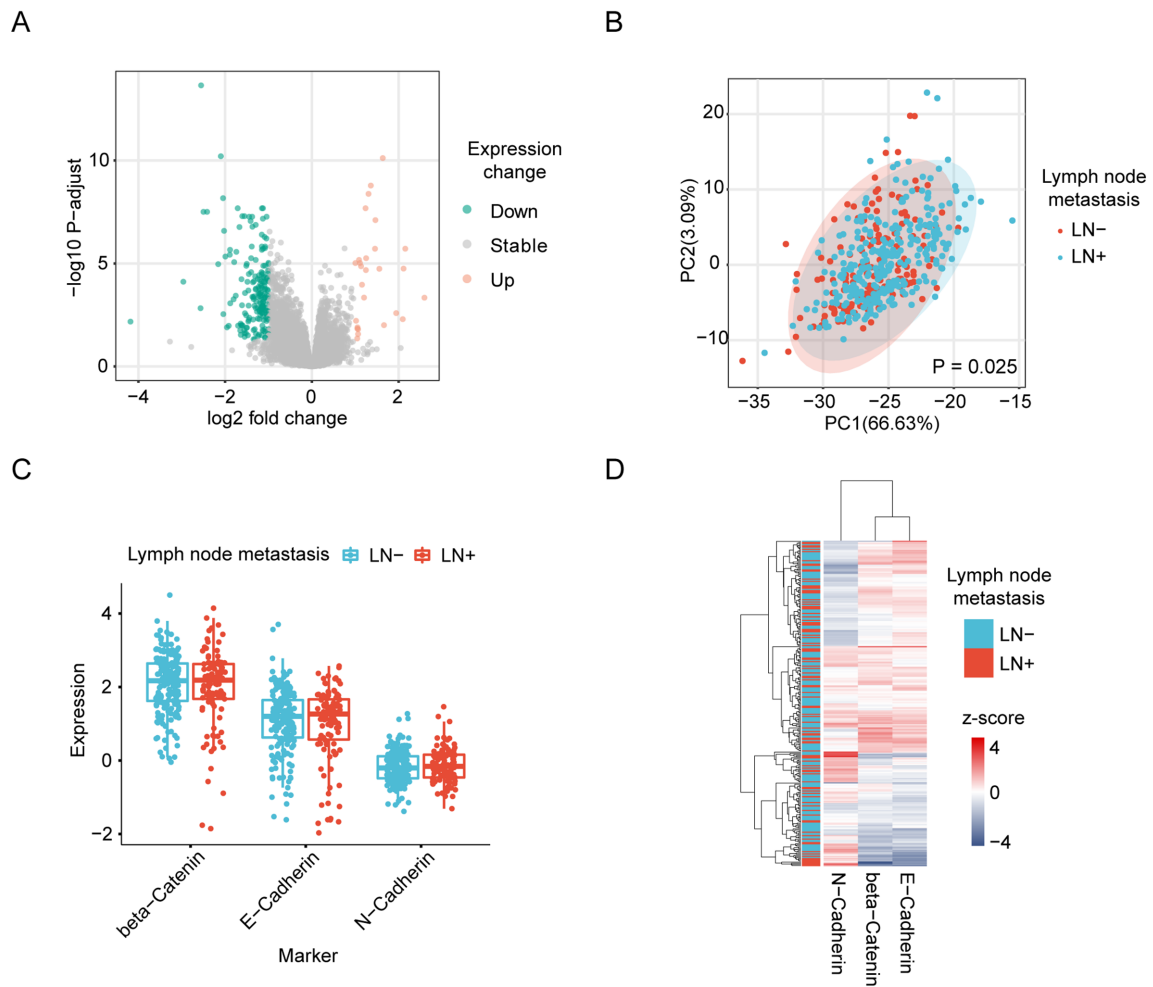 A
−log10 P−adjust
10
5
0
−4
−2
0
2
log2 fold change
Expression
change
Down
Stable
Up
B
PC2(3.09%)
20
10
0
−10
P = 0.025
−35
−30
−25
−20
−15
PC1(66.63%)
Lymph node
metastasis
LN−
LN+
C
Lymph node metastasis LN− LN+
Expression
4
2
0
−2
beta−Catenin
E−Cadherin
N−Cadherin
Marker
D
N−Cadherin
beta−Catenin
E−Cadherin
Lymph node
metastasis
LN−
LN+
z−score
4
0
−4